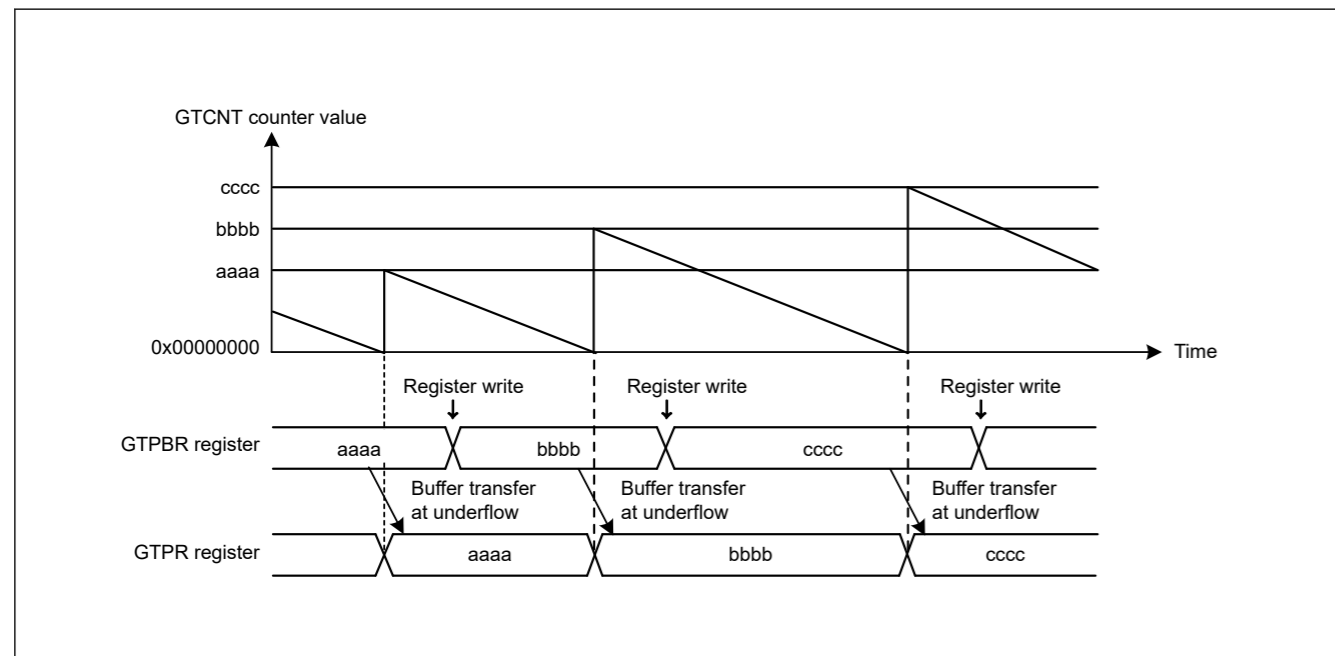 GTCNT counter value
cccc
bbbb
aaaa
0x00000000
Time
Register write
Register write
Register write
GTPBR register
aaaa
bbbb
cccc
Buffer transfer
at underflow
Buffer transfer
at underflow
Buffer transfer
at underflow
GTPR register
aaaa
bbbb
cccc